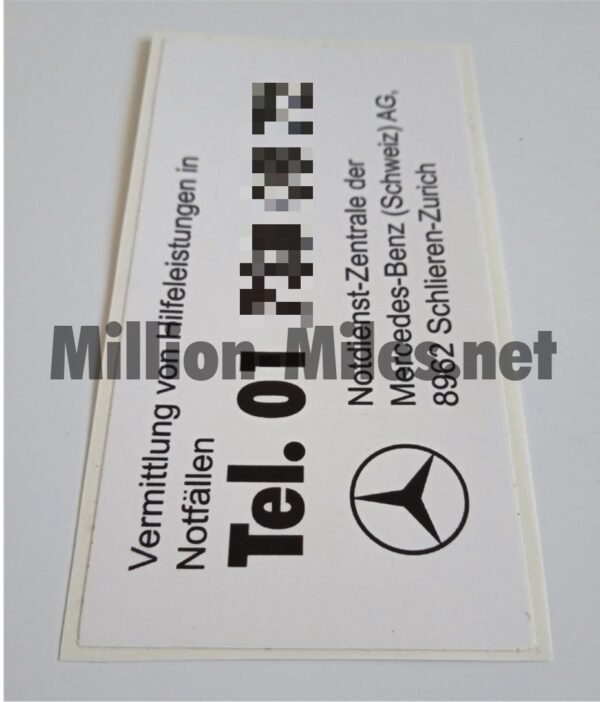 Vermittlung von Hilfeleistungen in
Notfällen
Tel. 01
Notdienst-Zentrale der
Mercedes-Benz (Schweiz) AG,
8962 Schlieren-Zurich
Million-Miles.net